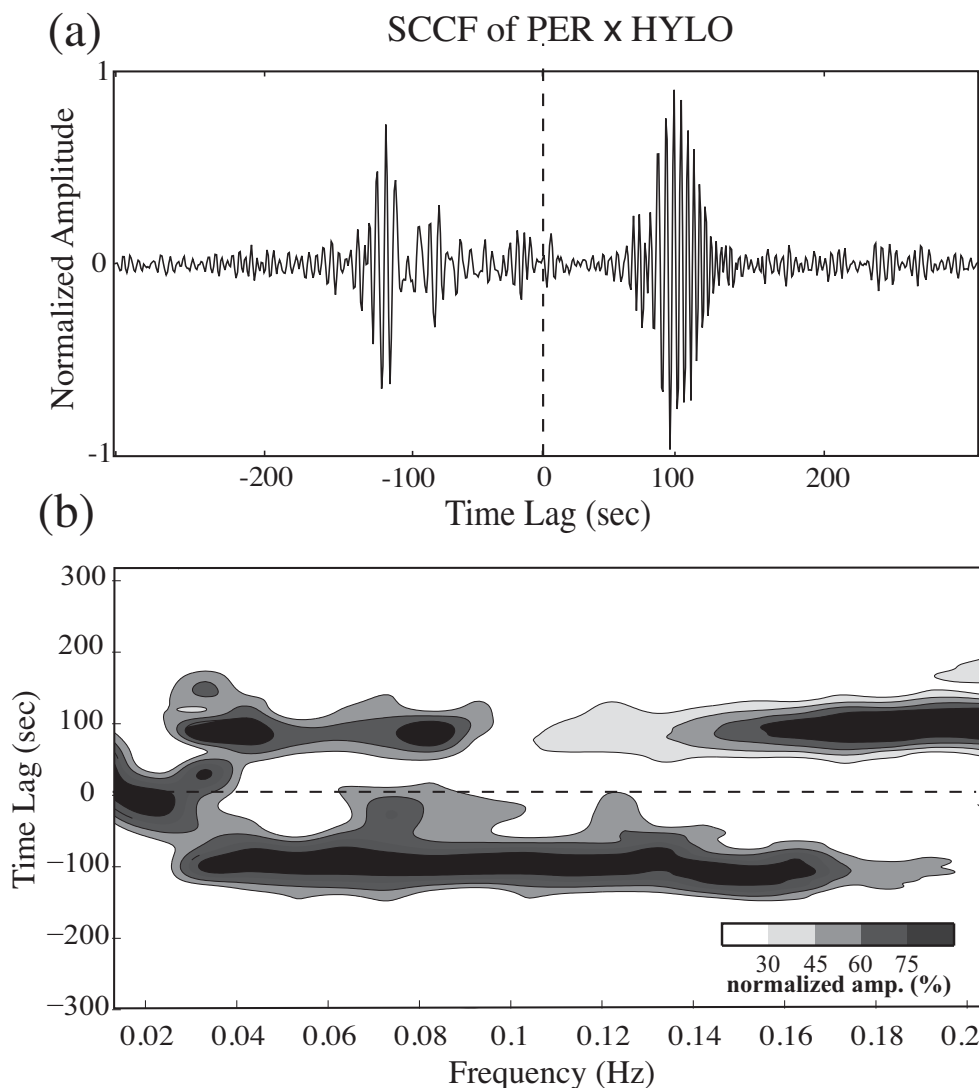 (a)
SCCF of PER x HYLO
Normalized Amplitude
1
0
-1
-200 -100 0 100 200
Time Lag (sec)
(b)
Time Lag (sec)
300
200
100
0
−100
−200
−300
30 45 60 75
normalized amp. (%)
0.02 0.04 0.06 0.08 0.1 0.12 0.14 0.16 0.18 0.2
Frequency (Hz)